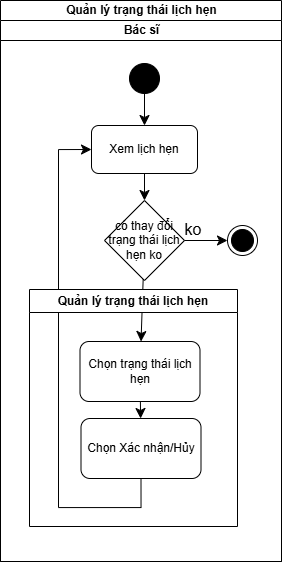 Quản lý trạng thái lịch hẹn
Bác sĩ
Xem lịch hẹn
có thay đổi
trạng thái lịch
hẹn ko
ko
Quản lý trạng thái lịch hẹn
Chọn trạng thái lịch
hẹn
Chọn Xác nhận/Hủy